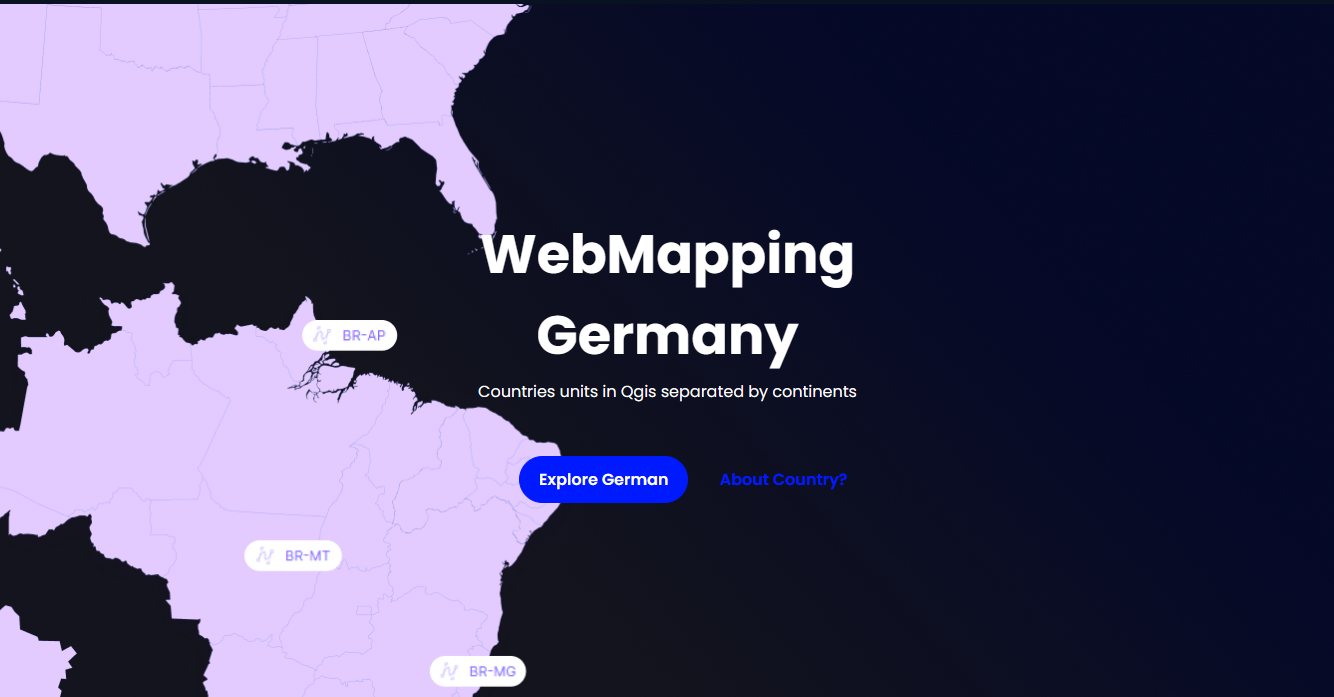 WebMapping
Germany
BR-AP
Countries units in Qgis separated by continents
Explore German
About Country?
BR-MT
BR-MG